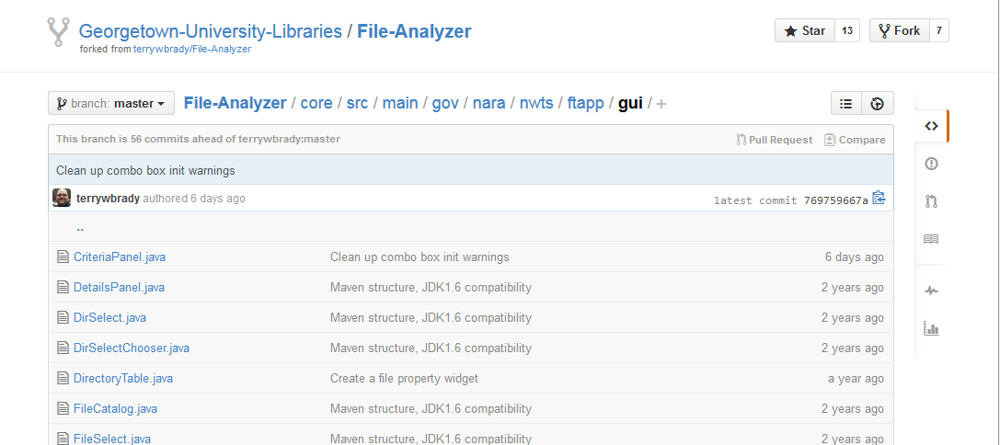 Georgetown-University-Libraries / File-Analyzer
forked from terrywbrady/File-Analyzer
Star 13 Fork 7
branch: master File-Analyzer / core / src / main / gov / nara / nwts / ftapp / gui / +
This branch is 56 commits ahead of terrywbrady:master Pull Request Compare
Clean up combo box init warnings
terrywbrady authored 6 days ago latest commit 769759667a
..
CriteriaPanel.java Clean up combo box init warnings 6 days ago
DetailsPanel.java Maven structure, JDK1.6 compatibility 2 years ago
DirSelect.java Maven structure, JDK1.6 compatibility 2 years ago
DirSelectChooser.java Maven structure, JDK1.6 compatibility 2 years ago
DirectoryTable.java Create a file property widget a year ago
FileCatalog.java Maven structure, JDK1.6 compatibility 2 years ago
FileSelect.java Maven structure, JDK1.6 compatibility 2 years ago